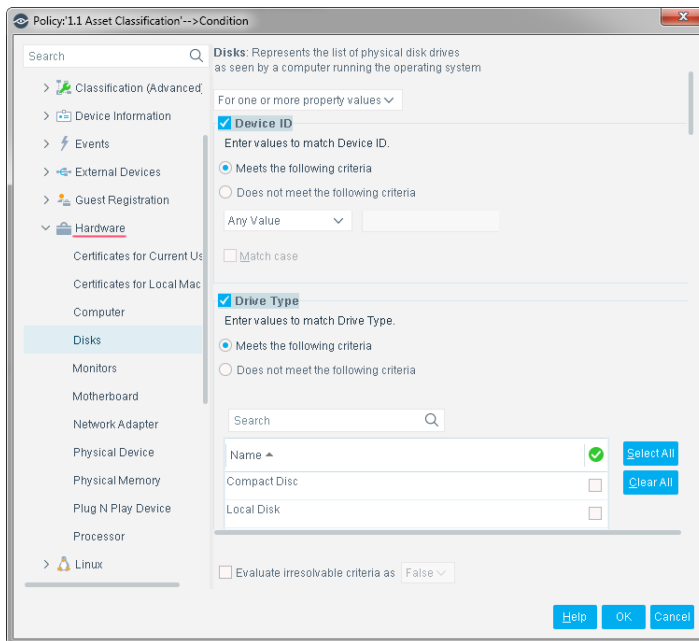 Policy:'1.1 Asset Classification'-->Condition
Search
Classification (Advanced)
Device Information
Events
External Devices
Guest Registration
Hardware
Certificates for Current Us
Certificates for Local Mac
Computer
Disks
Monitors
Motherboard
Network Adapter
Physical Device
Physical Memory
Plug N Play Device
Processor
Linux
Disks: Represents the list of physical disk drives
as seen by a computer running the operating system
For one or more property values
Device ID
Enter values to match Device ID.
Meets the following criteria
Does not meet the following criteria
Any Value
Match case
Drive Type
Enter values to match Drive Type.
Meets the following criteria
Does not meet the following criteria
Search
Name
Select All
Compact Disc
Clear All
Local Disk
Evaluate irresolvable criteria as False
Help OK Cancel